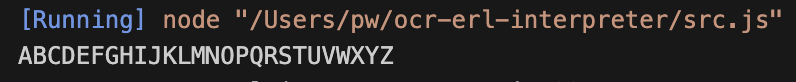 [Running] node "/Users/pw/ocr-erl-interpreter/src.js"
ABCDEFGHIJKLMNOPQRSTUVWXYZ